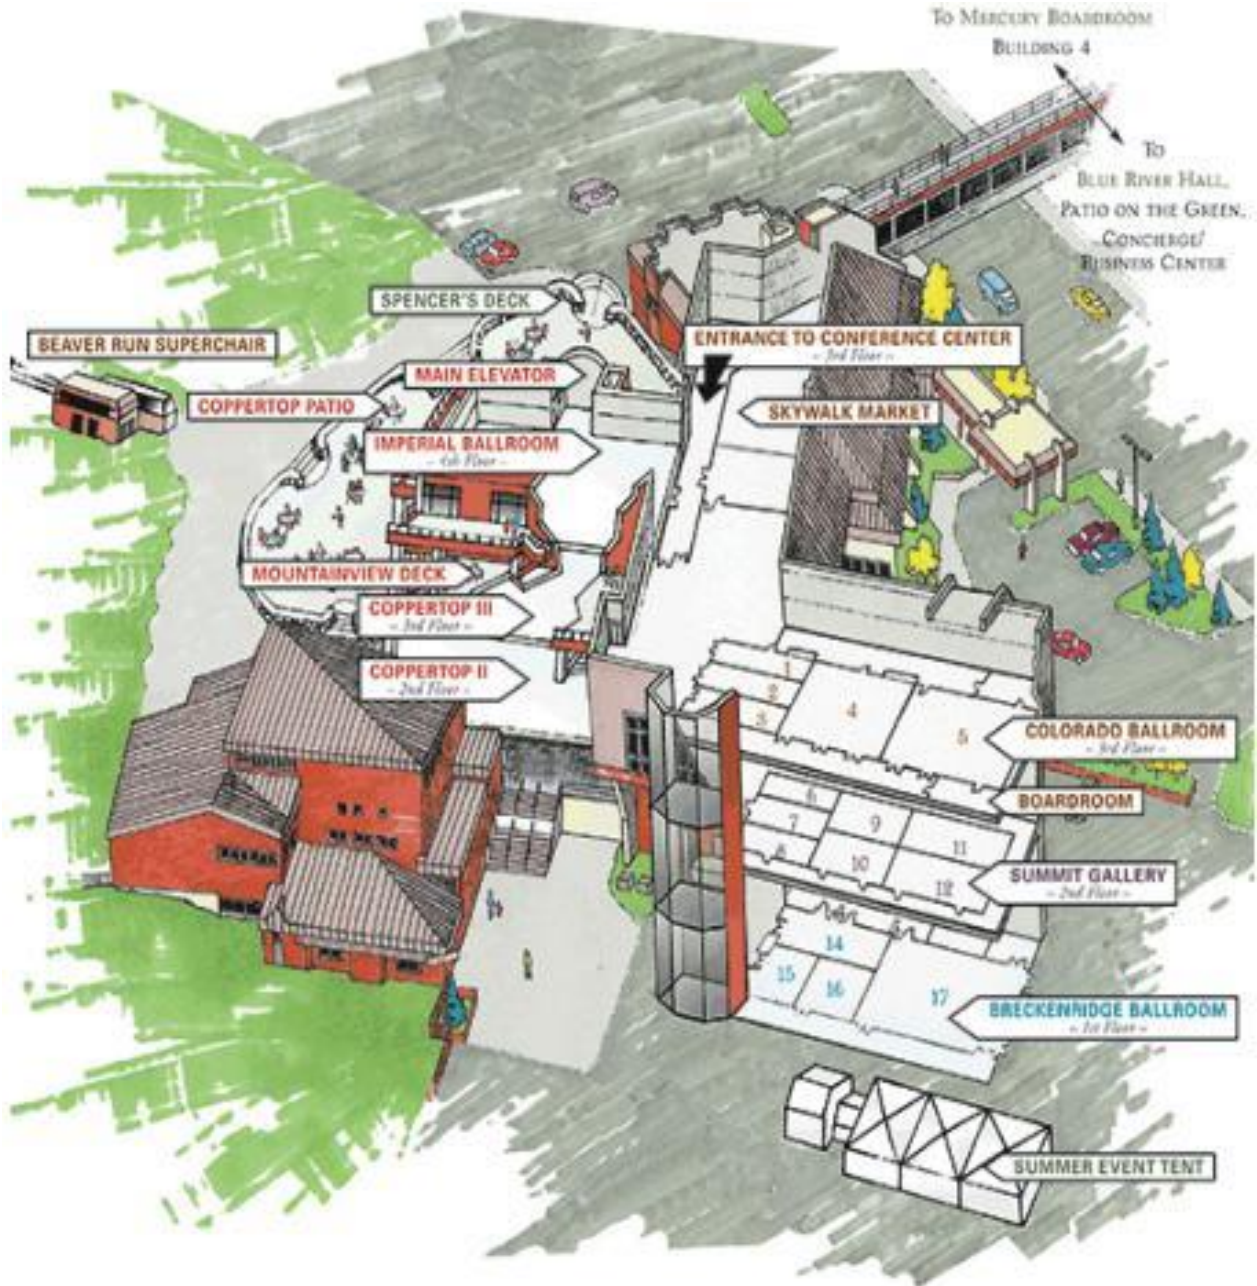 TO MERCURY BOARDROOM
BUILDING 4
TO
BLUE RIVER HALL,
PATIO ON THE GREEN,
CONCIERGE/
BUSINESS CENTER
SPENCER'S DECK
BEAVER RUN SUPERCHAIR
ENTRANCE TO CONFERENCE CENTER
~ 3rd Floor ~
MAIN ELEVATOR
COPPERTOP PATIO
SKYWALK MARKET
IMPERIAL BALLROOM
~ 4th Floor ~
MOUNTAINVIEW DECK
COPPERTOP III
~ 3rd Floor ~
COPPERTOP II
~ 2nd Floor ~
1
2
3
4
5
COLORADO BALLROOM
~ 3rd Floor ~
BOARDROOM
6
7
8
9
10
11
12
SUMMIT GALLERY
~ 2nd Floor ~
14
15
16
17
BRECKENRIDGE BALLROOM
~ 1st Floor ~
SUMMER EVENT TENT